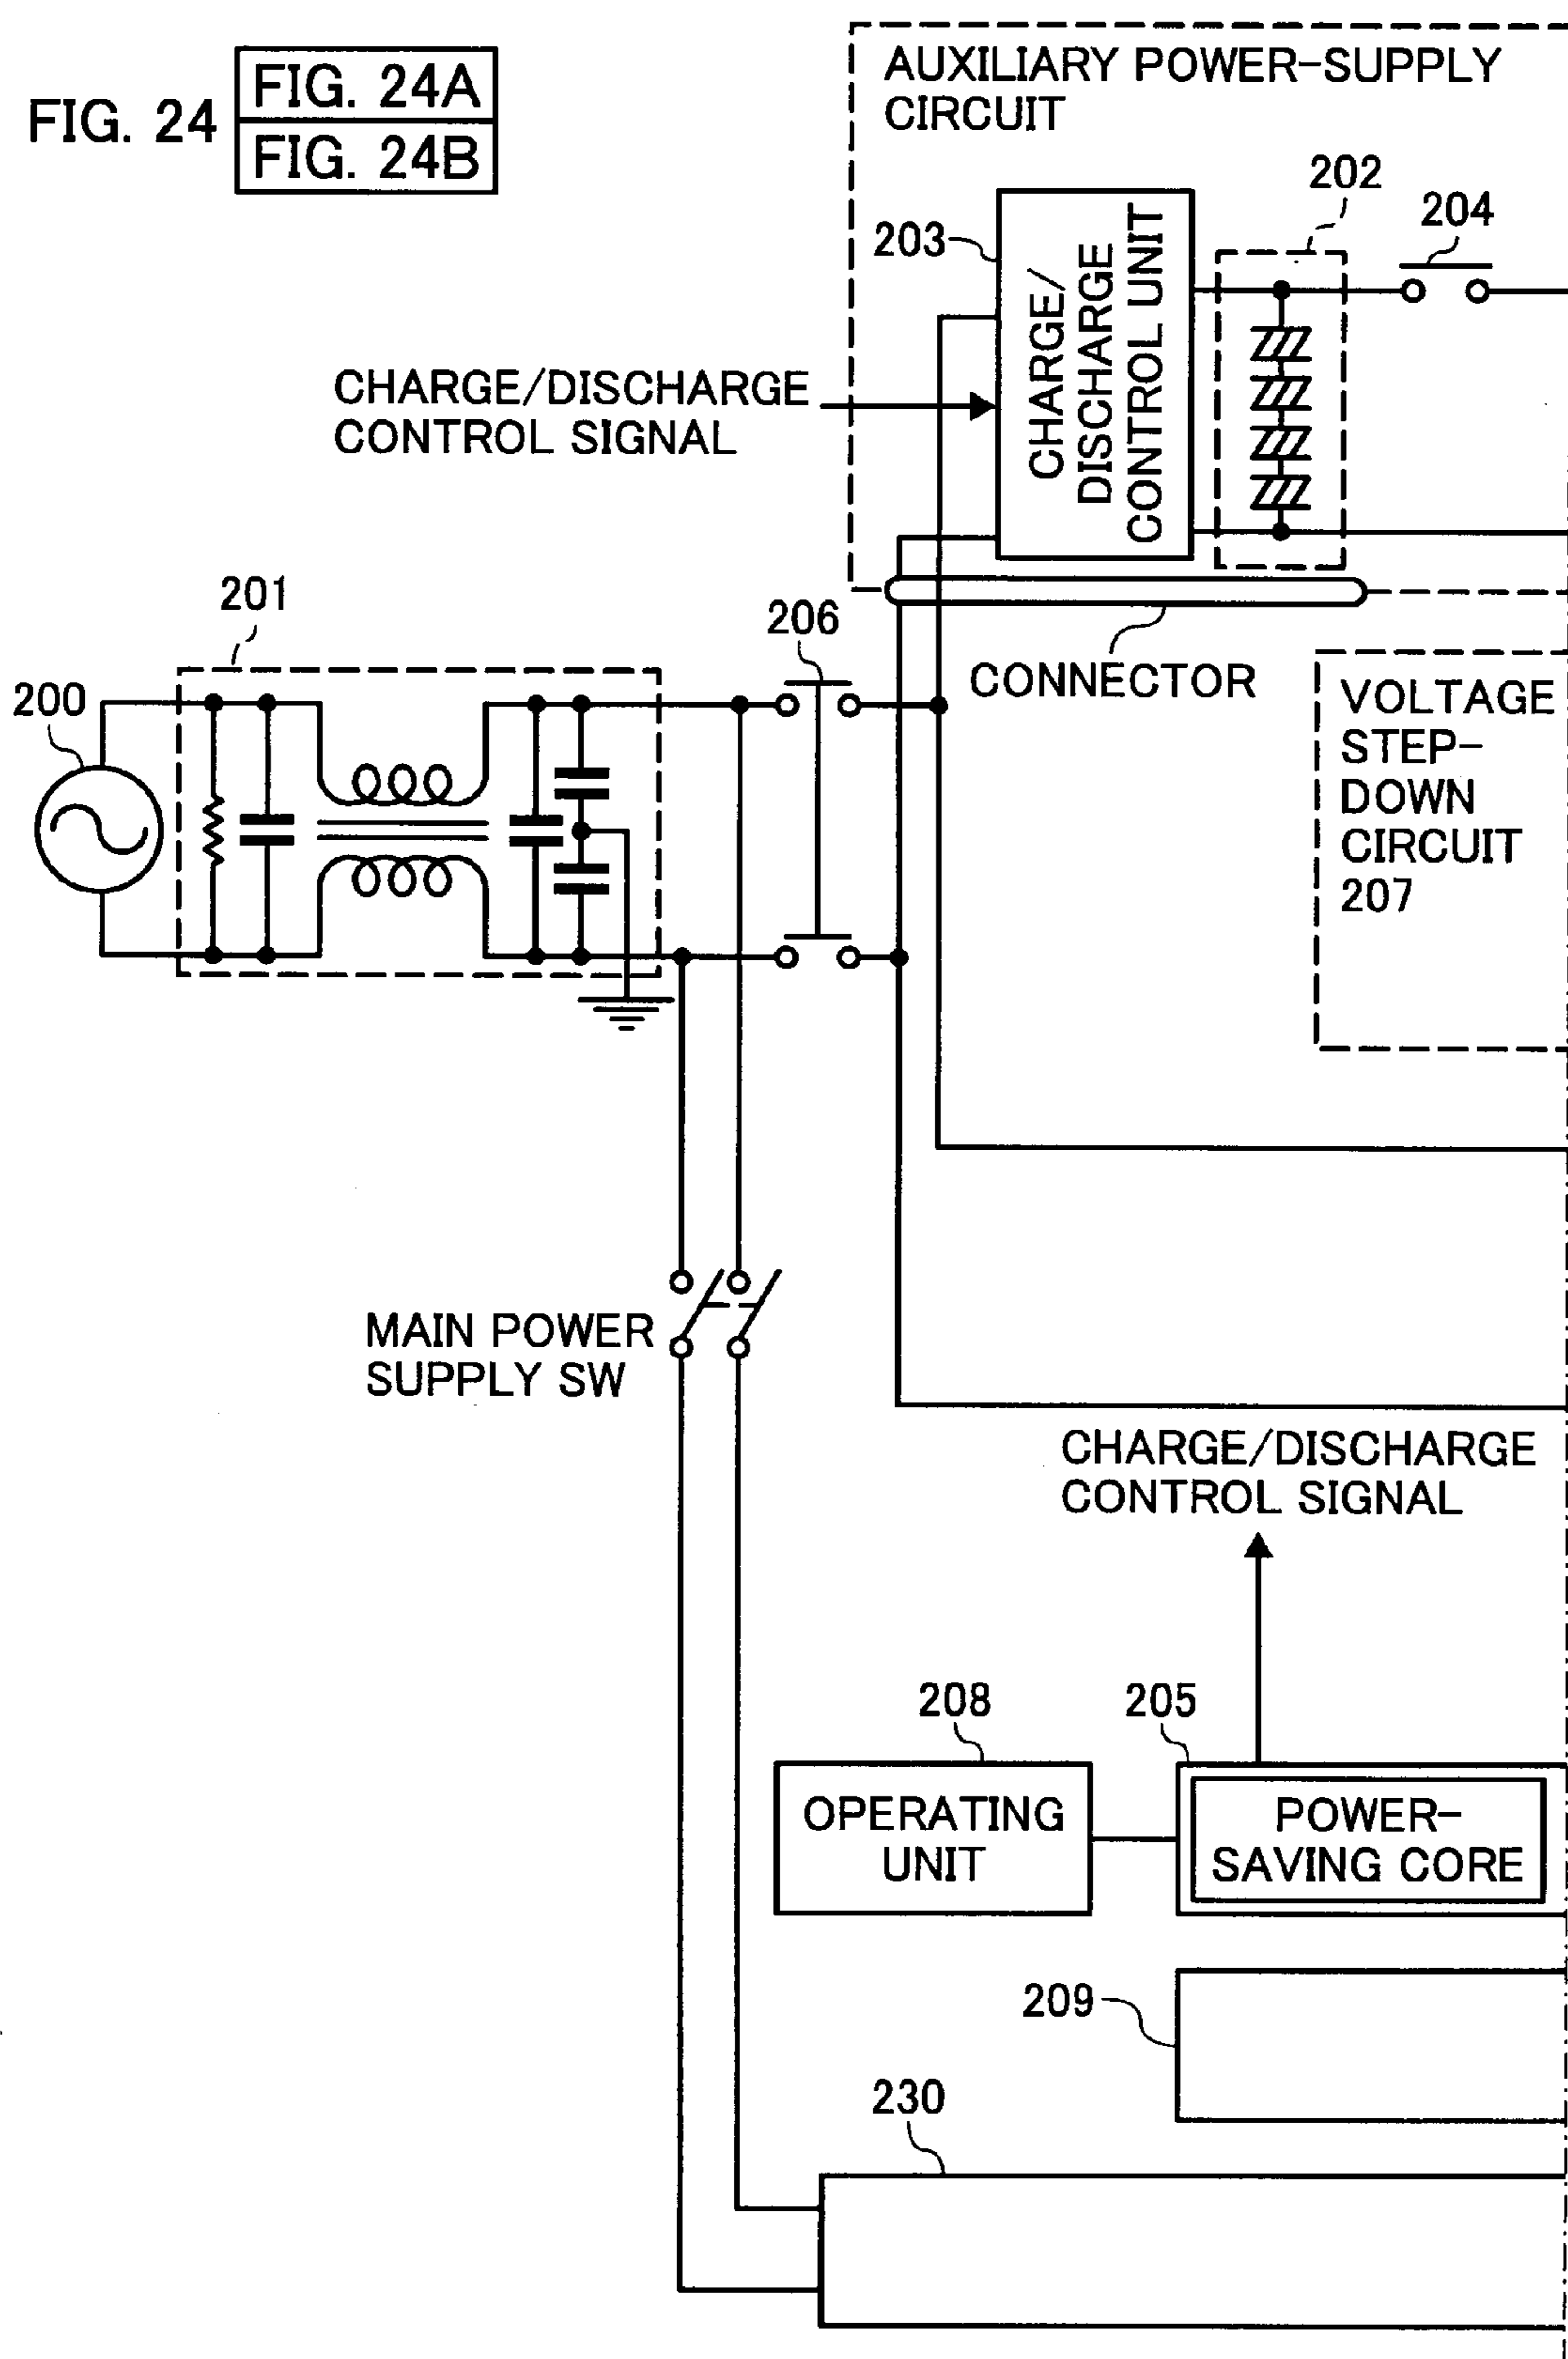 FIG. 24
FIG. 24A
FIG. 24B
AUXILIARY POWER-SUPPLY
CIRCUIT
202
204
203
CHARGE/
DISCHARGE
CONTROL UNIT
CHARGE/DISCHARGE
CONTROL SIGNAL
201
206
CONNECTOR
200
VOLTAGE
STEP-
DOWN
CIRCUIT
207
MAIN POWER
SUPPLY SW
CHARGE/DISCHARGE
CONTROL SIGNAL
208
205
OPERATING
UNIT
POWER-
SAVING CORE
209
230